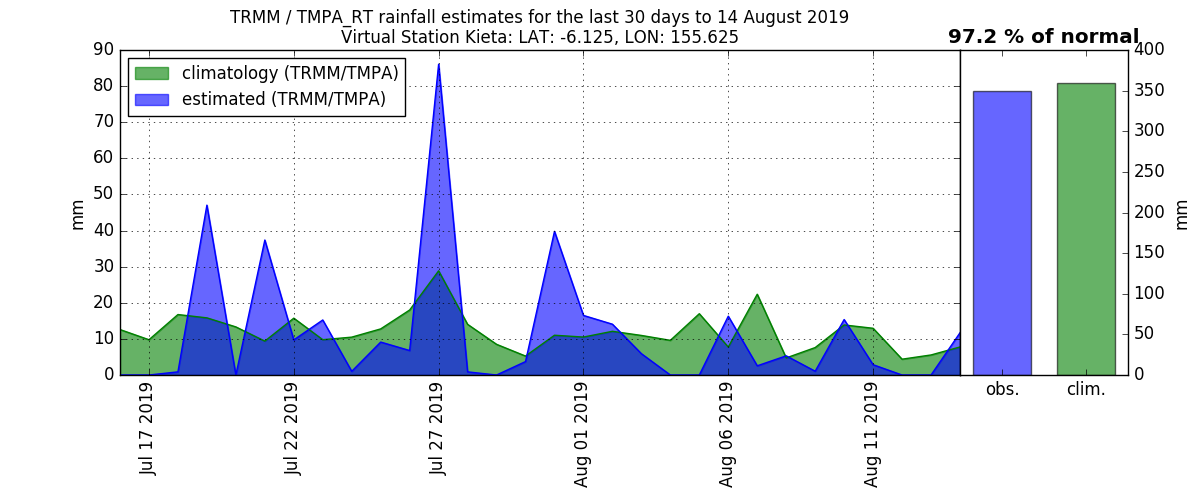 TRMM / TMPA_RT rainfall estimates for the last 30 days to 14 August 2019
Virtual Station Kieta: LAT: -6.125, LON: 155.625
97.2 % of normal
climatology (TRMM/TMPA)
estimated (TRMM/TMPA)
90
80
70
60
50
40
30
20
10
0
mm
Jul 17 2019
Jul 22 2019
Jul 27 2019
Aug 01 2019
Aug 06 2019
Aug 11 2019
obs.
clim.
400
350
300
250
200
150
100
50
0
mm